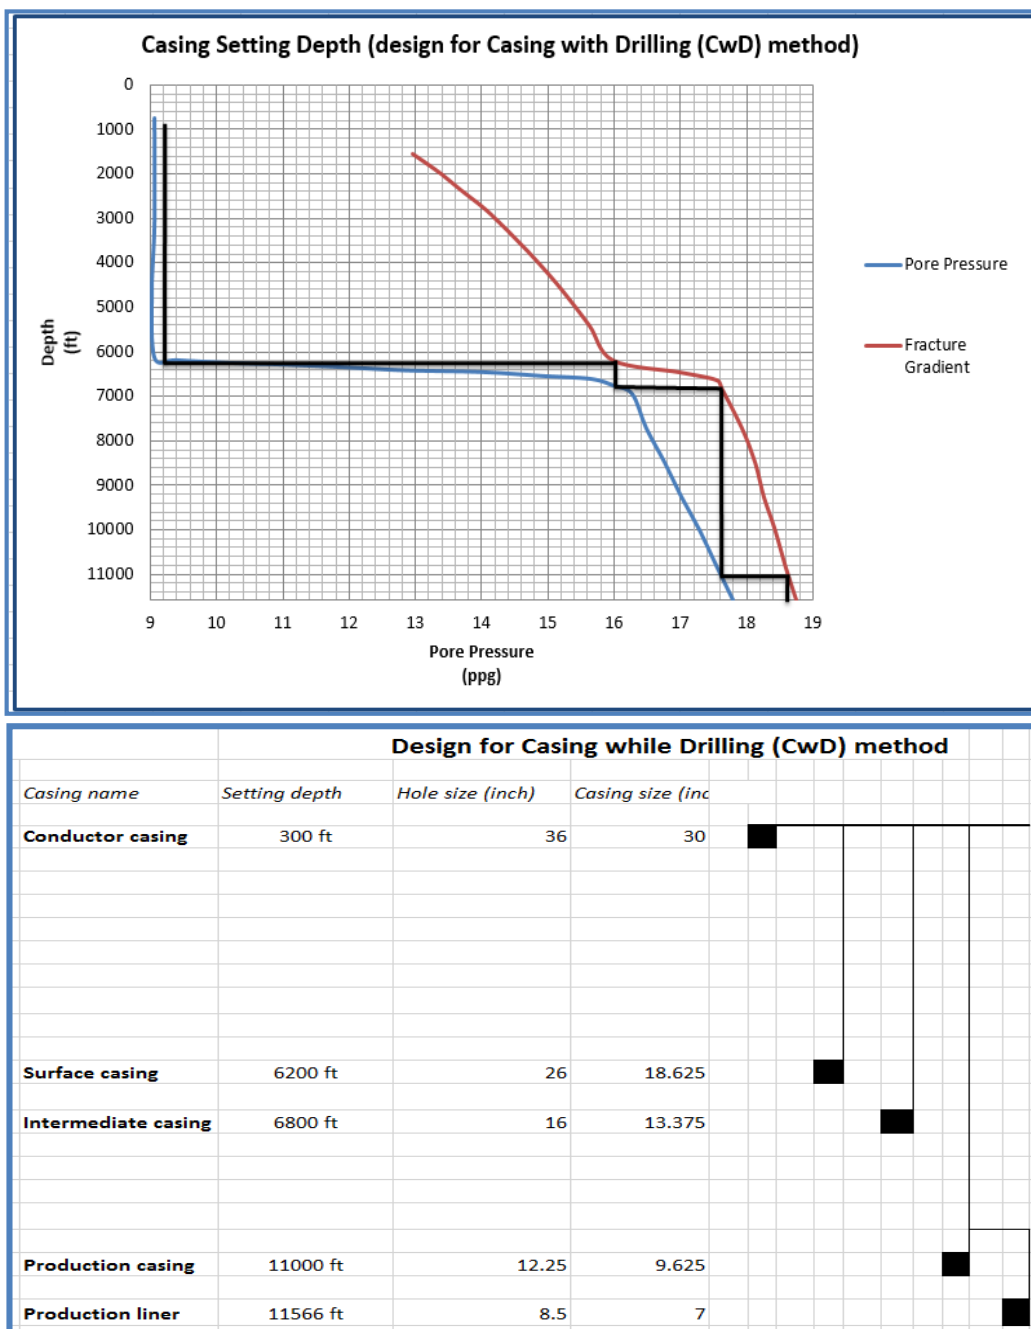 Casing Setting Depth (design for Casing with Drilling (CwD) method)
0
1000
2000
3000
4000
5000
6000
7000
8000
9000
10000
11000
Depth
(ft)
9 10 11 12 13 14 15 16 17 18 19
Pore Pressure
(ppg)
Pore Pressure
Fracture
Gradient
Design for Casing while Drilling (CwD) method
Casing name Setting depth Hole size (inch) Casing size (inc
Conductor casing 300 ft 36 30
Surface casing 6200 ft 26 18.625
Intermediate casing 6800 ft 16 13.375
Production casing 11000 ft 12.25 9.625
Production liner 11566 ft 8.5 7